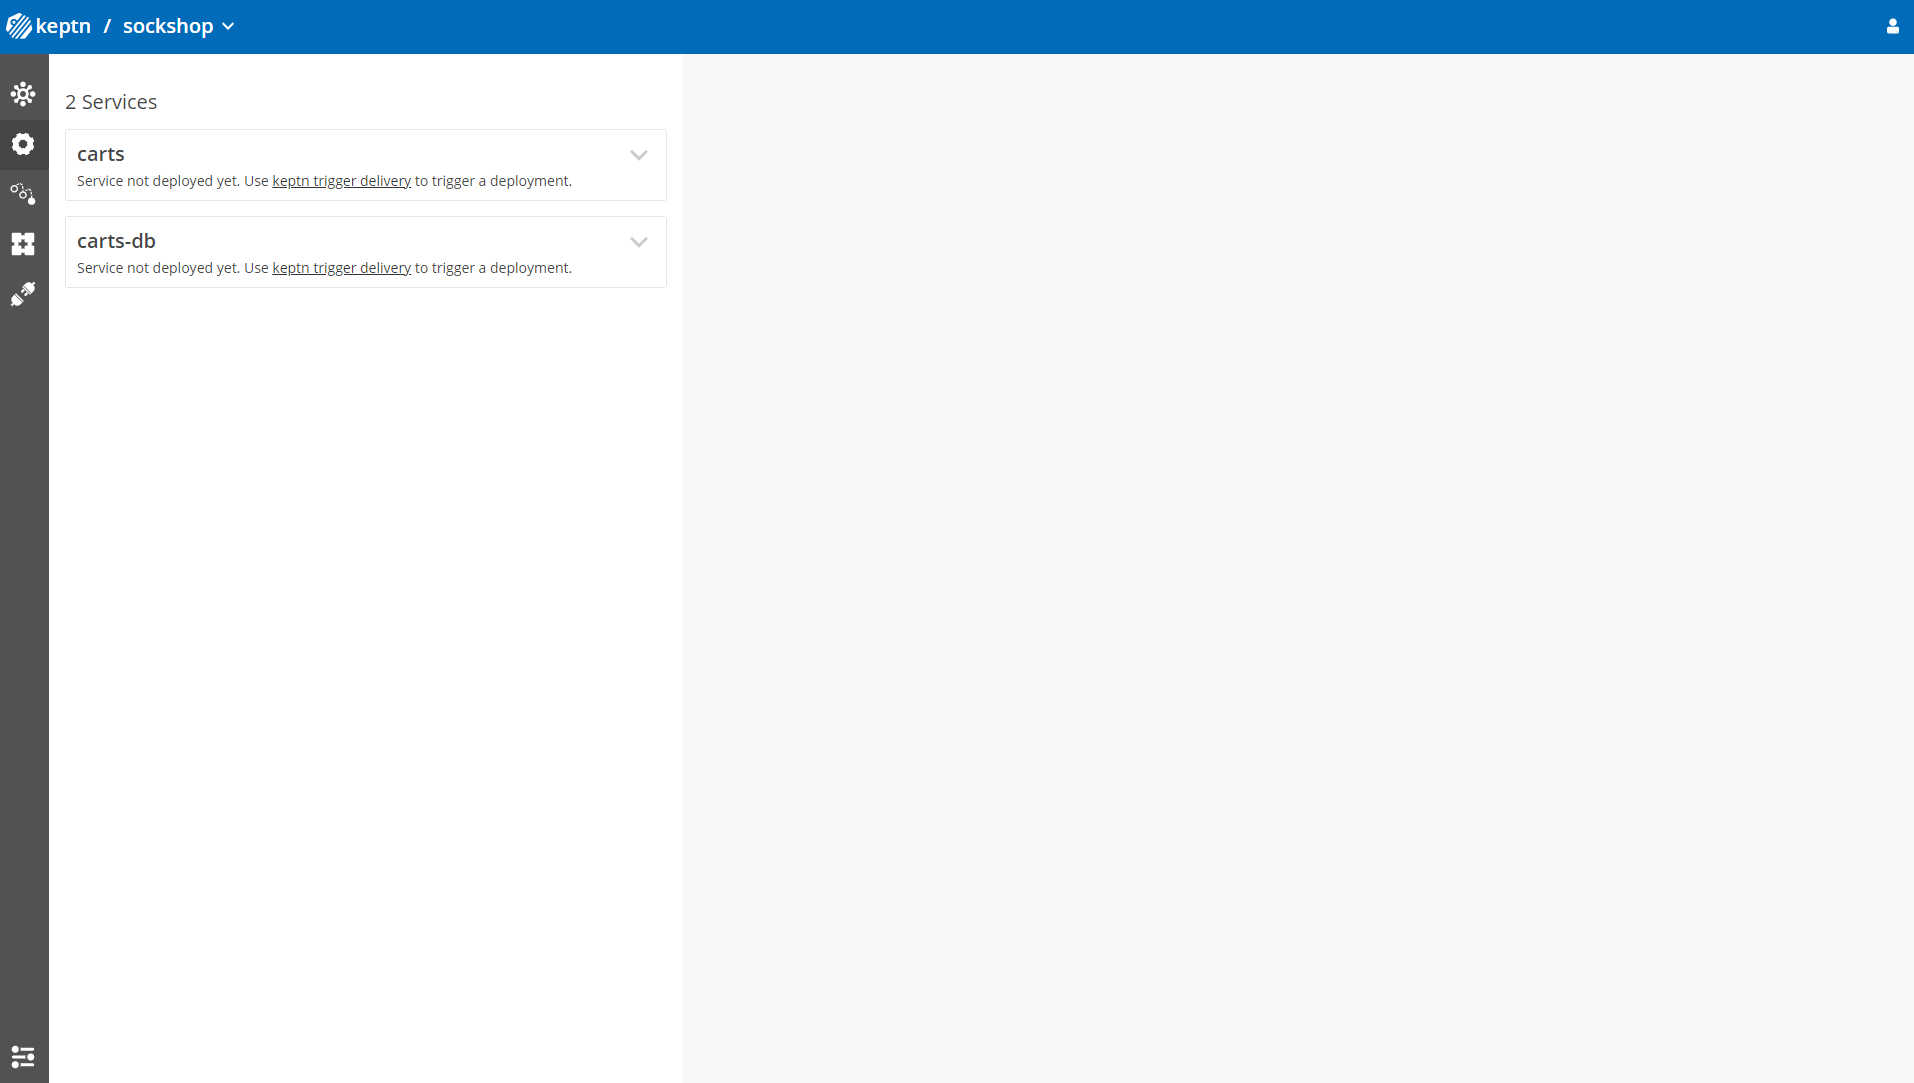 keptn / sockshop
2 Services
carts
Service not deployed yet. Use keptn trigger delivery to trigger a deployment.
carts-db
Service not deployed yet. Use keptn trigger delivery to trigger a deployment.